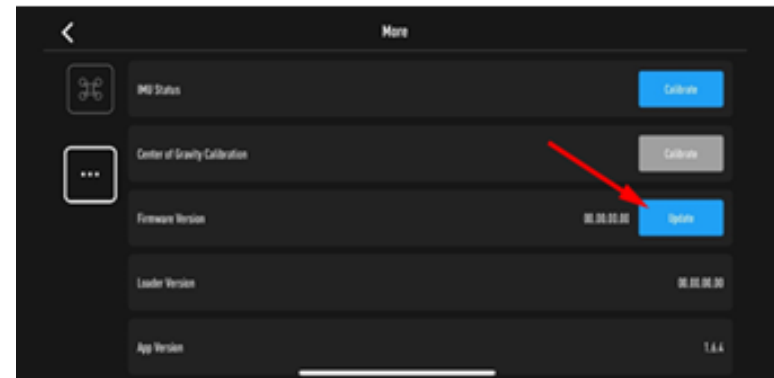 More
IMU Status
Calibrate
Center of Gravity Calibration
Calibrate
Firmware Version
00.00.00.00 Update
Loader Version
00.00.00.00
App Version
1.6.4